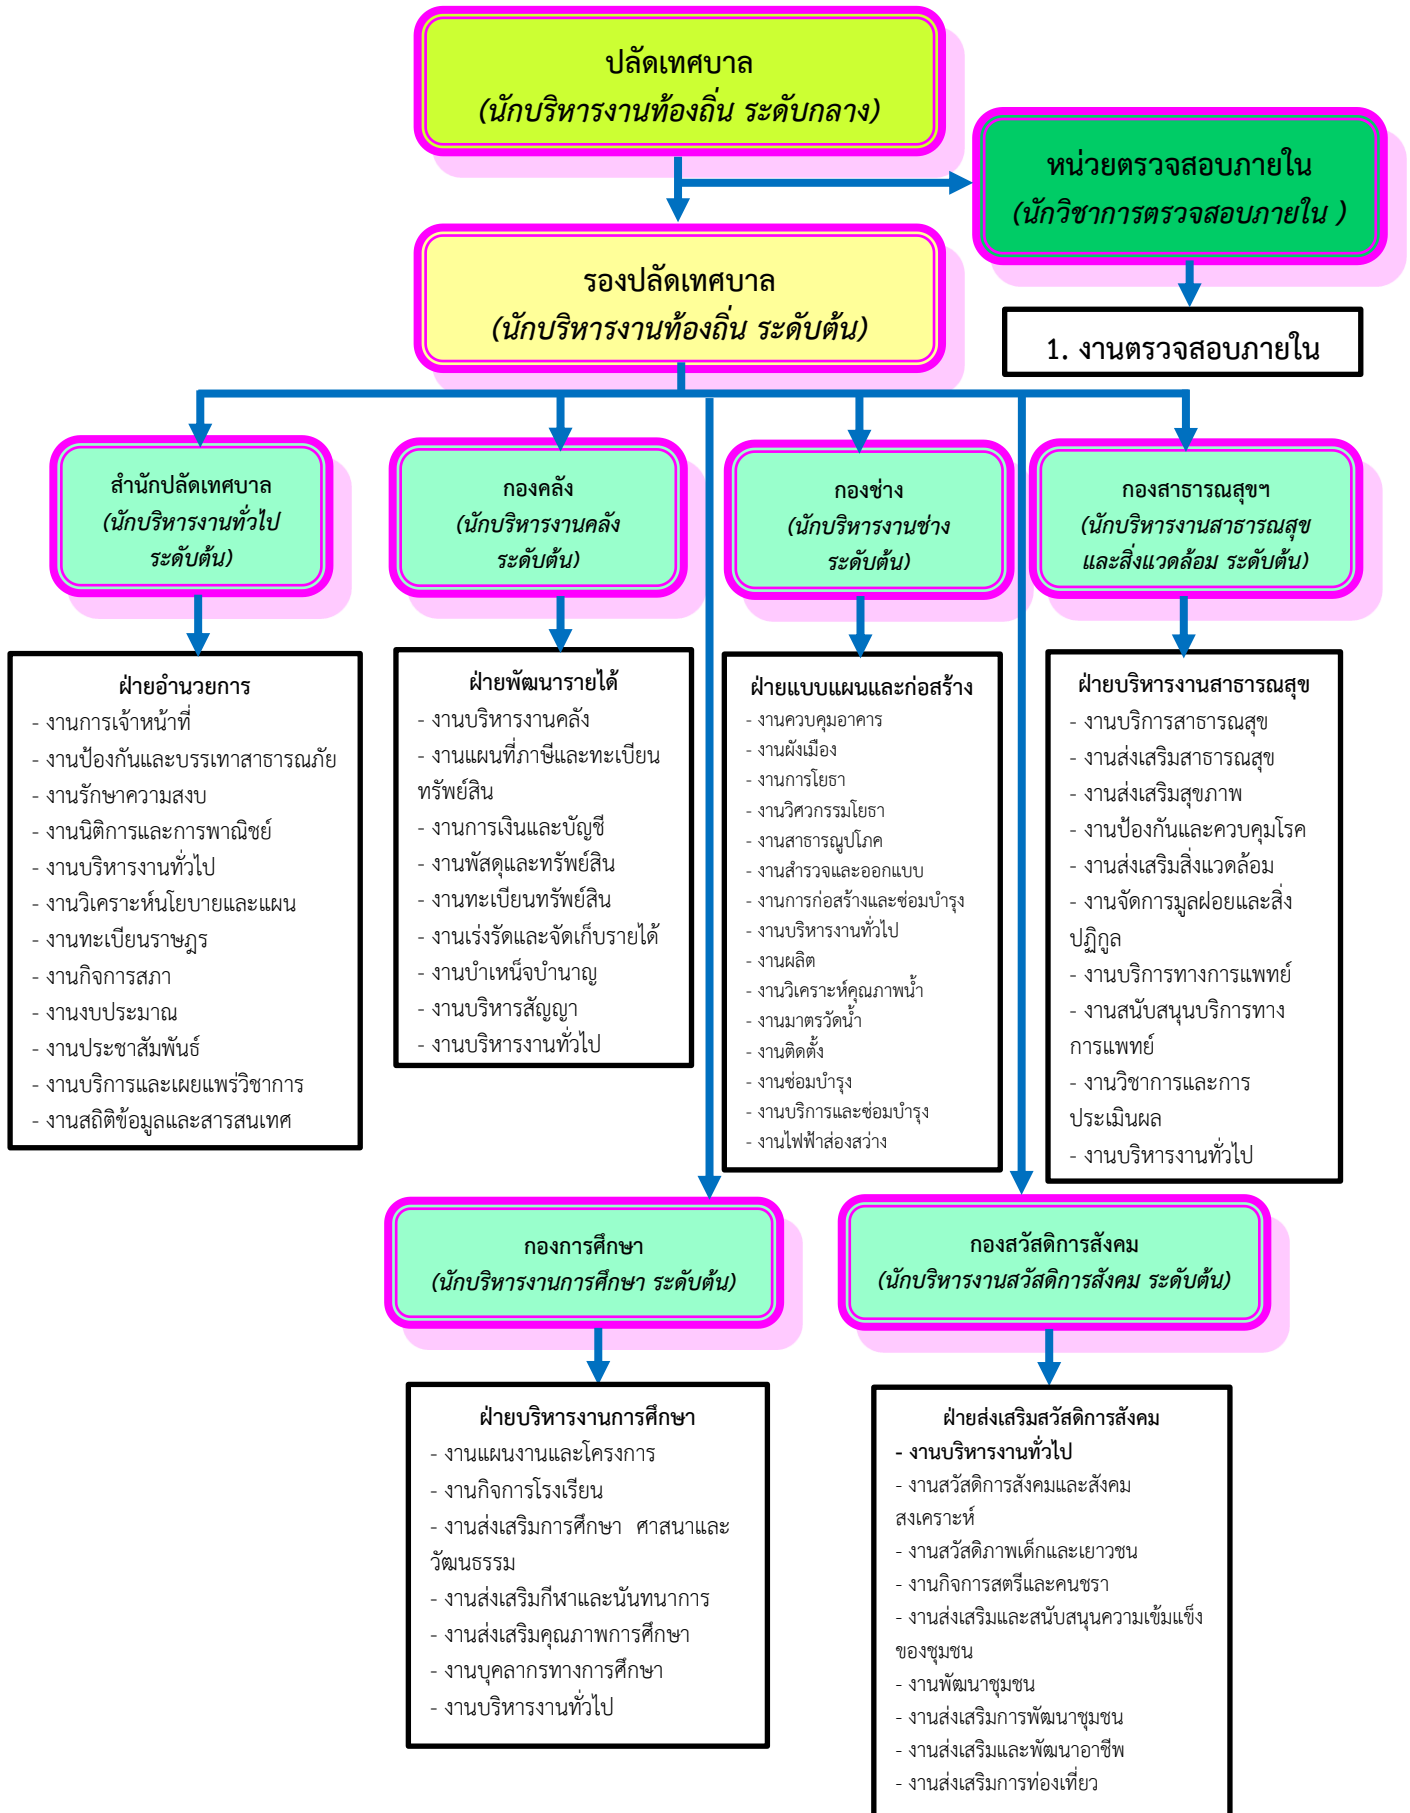 ปลัดเทศบาล
(นักบริหารงานท้องถิ่น ระดับกลาง)
หน่วยตรวจสอบภายใน
(นักวิชาการตรวจสอบภายใน )
รองปลัดเทศบาล
(นักบริหารงานท้องถิ่น ระดับต้น)
1. งานตรวจสอบภายใน
สำนักปลัดเทศบาล
(นักบริหารงานทั่วไป
ระดับต้น)
กองคลัง
(นักบริหารงานคลัง
ระดับต้น)
กองช่าง
(นักบริหารงานช่าง
ระดับต้น)
กองสาธารณสุขฯ
(นักบริหารงานสาธารณสุข
และสิ่งแวดล้อม ระดับต้น)
ฝ่ายอำนวยการ
- งานการเจ้าหน้าที่
- งานป้องกันและบรรเทาสาธารณภัย
- งานรักษาความสงบ
- งานนิติการและการพาณิชย์
- งานบริหารงานทั่วไป
- งานวิเคราะห์นโยบายและแผน
- งานทะเบียนราษฎร
- งานกิจการสภา
- งานงบประมาณ
- งานประชาสัมพันธ์
- งานบริการและเผยแพร่วิชาการ
- งานสถิติข้อมูลและสารสนเทศ
ฝ่ายพัฒนารายได้
- งานบริหารงานคลัง
- งานแผนที่ภาษีและทะเบียน
ทรัพย์สิน
- งานการเงินและบัญชี
- งานพัสดุและทรัพย์สิน
- งานทะเบียนทรัพย์สิน
- งานเร่งรัดและจัดเก็บรายได้
- งานบำเหน็จบำนาญ
- งานบริหารสัญญา
- งานบริหารงานทั่วไป
ฝ่ายแบบแผนและก่อสร้าง
- งานควบคุมอาคาร
- งานผังเมือง
- งานการโยธา
- งานวิศวกรรมโยธา
- งานสาธารณูปโภค
- งานสำรวจและออกแบบ
- งานการก่อสร้างและซ่อมบำรุง
- งานบริหารงานทั่วไป
- งานผลิต
- งานวิเคราะห์คุณภาพน้ำ
- งานมาตรวัดน้ำ
- งานติดตั้ง
- งานซ่อมบำรุง
- งานบริการและซ่อมบำรุง
- งานไฟฟ้าส่องสว่าง
ฝ่ายบริหารงานสาธารณสุข
- งานบริการสาธารณสุข
- งานส่งเสริมสาธารณสุข
- งานส่งเสริมสุขภาพ
- งานป้องกันและควบคุมโรค
- งานส่งเสริมสิ่งแวดล้อม
- งานจัดการมูลฝอยและสิ่ง
ปฏิกูล
- งานบริการทางการแพทย์
- งานสนับสนุนบริการทาง
การแพทย์
- งานวิชาการและการ
ประเมินผล
- งานบริหารงานทั่วไป
กองการศึกษา
(นักบริหารงานการศึกษา ระดับต้น)
กองสวัสดิการสังคม
(นักบริหารงานสวัสดิการสังคม ระดับต้น)
ฝ่ายบริหารงานการศึกษา
- งานแผนงานและโครงการ
- งานกิจการโรงเรียน
- งานส่งเสริมการศึกษา ศาสนาและ
วัฒนธรรม
- งานส่งเสริมกีฬาและนันทนาการ
- งานส่งเสริมคุณภาพการศึกษา
- งานบุคลากรทางการศึกษา
- งานบริหารงานทั่วไป
ฝ่ายส่งเสริมสวัสดิการสังคม
- งานบริหารงานทั่วไป
- งานสวัสดิการสังคมและสังคม
สงเคราะห์
- งานสวัสดิภาพเด็กและเยาวชน
- งานกิจการสตรีและคนชรา
- งานส่งเสริมและสนับสนุนความเข้มแข็ง
ของชุมชน
- งานพัฒนาชุมชน
- งานส่งเสริมการพัฒนาชุมชน
- งานส่งเสริมและพัฒนาอาชีพ
- งานส่งเสริมการท่องเที่ยว